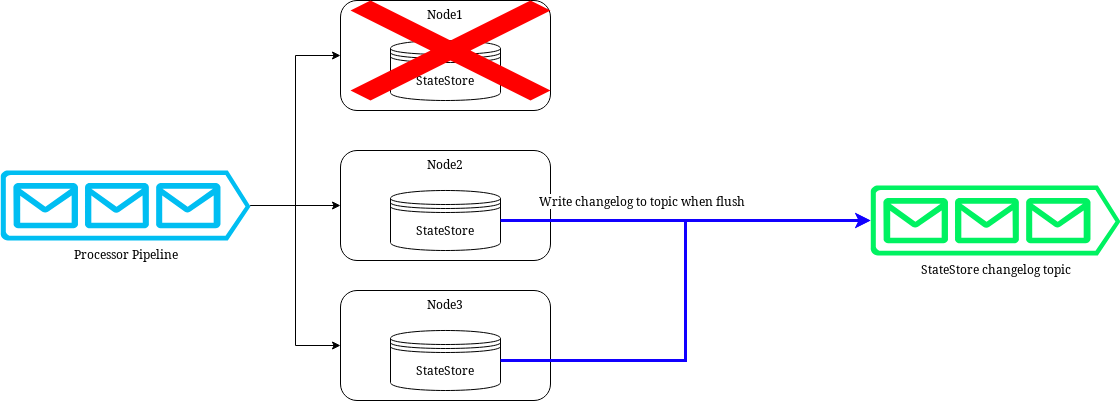 Node1
StateStore
Node2
Write changelog to topic when flush
StateStore
Processor Pipeline
StateStore changelog topic
Node3
StateStore